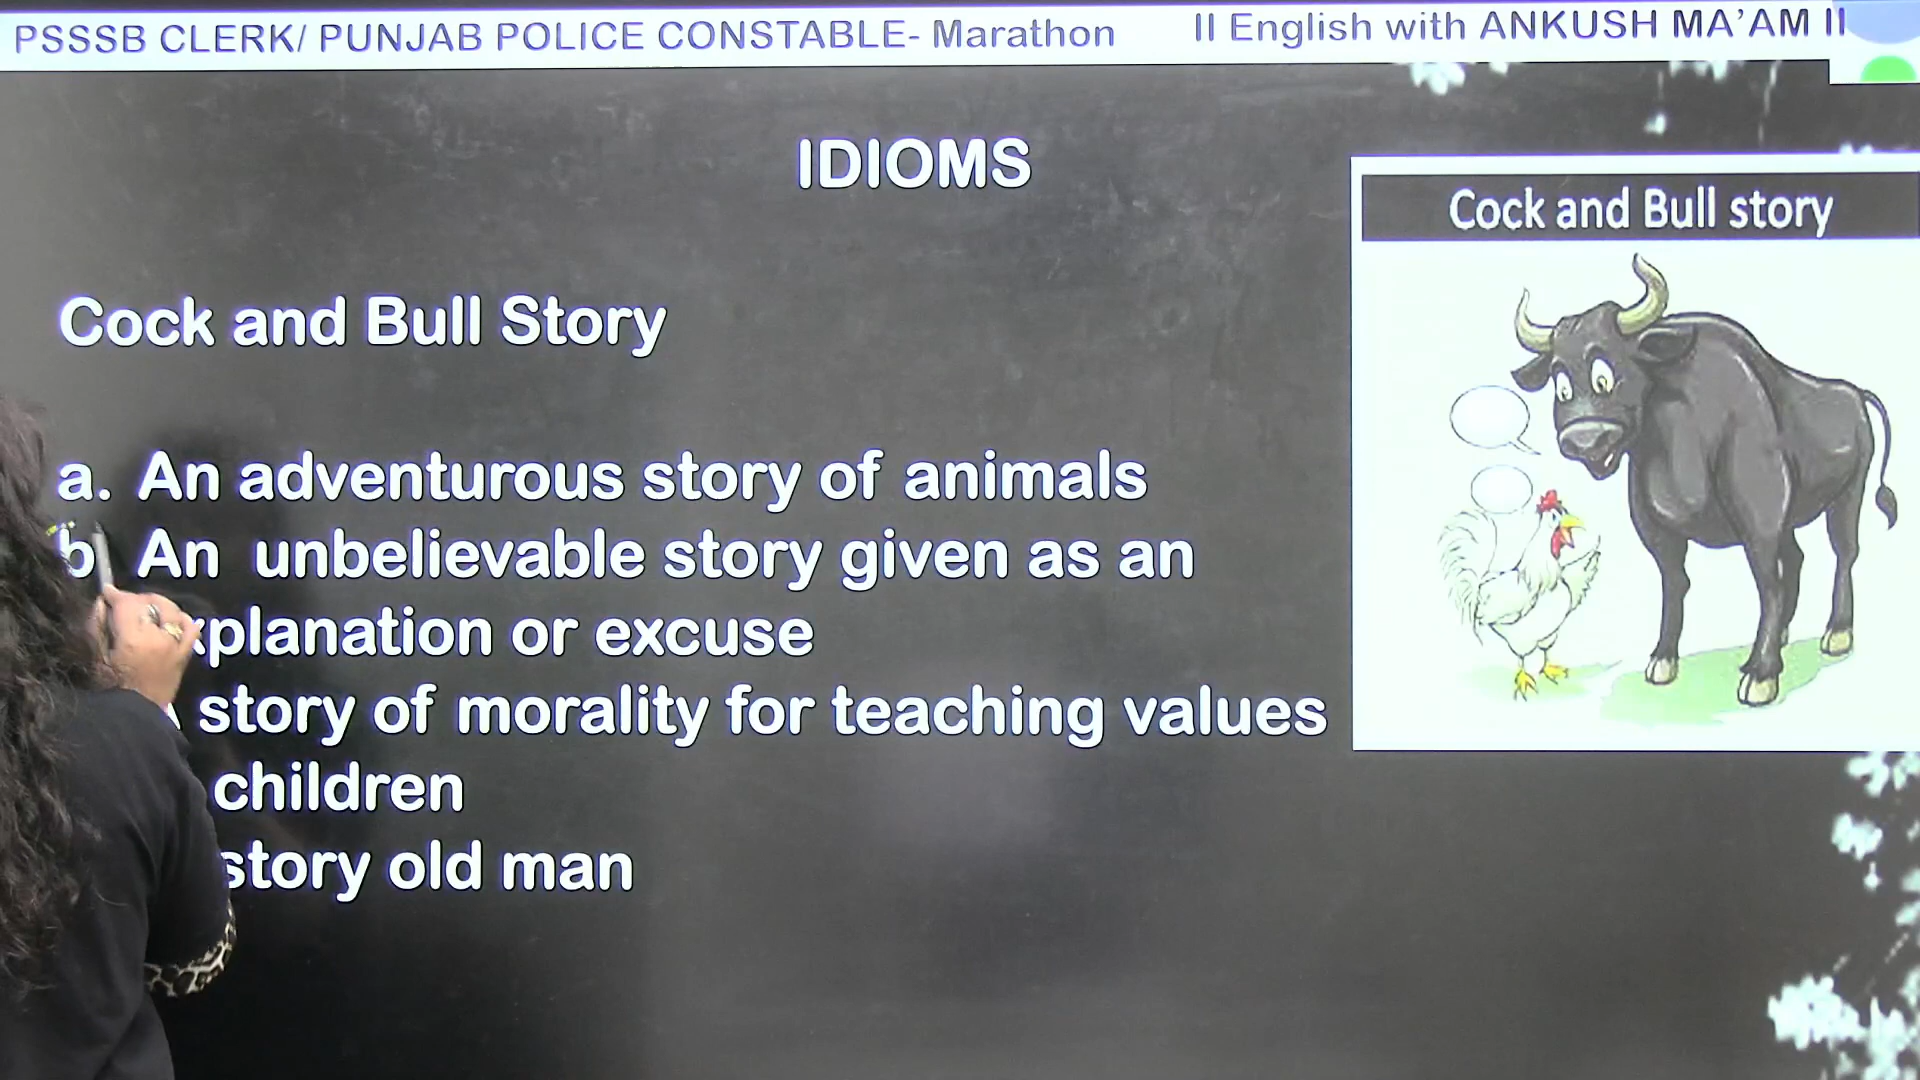 PSSSB CLERK/ PUNJAB POLICE CONSTABLE- Marathon II English with ANKUSH MA’AM II
IDIOMS
Cock and Bull story
Cock and Bull Story
a. An adventurous story of animals
b An unbelievable story given as an
xplanation or excuse
story of morality for teaching values
children
story old man